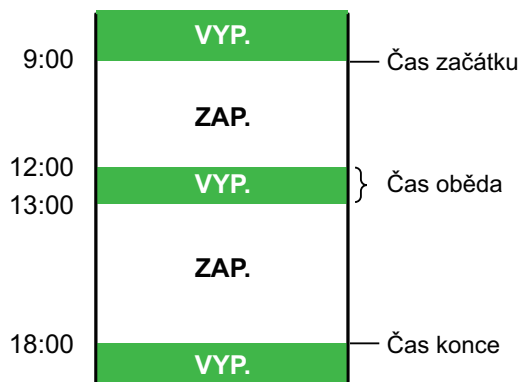 VYP.
9:00
Čas začátku
ZAP.
12:00
VYP.
Čas oběda
13:00
ZAP.
18:00
Čas konce
VYP.